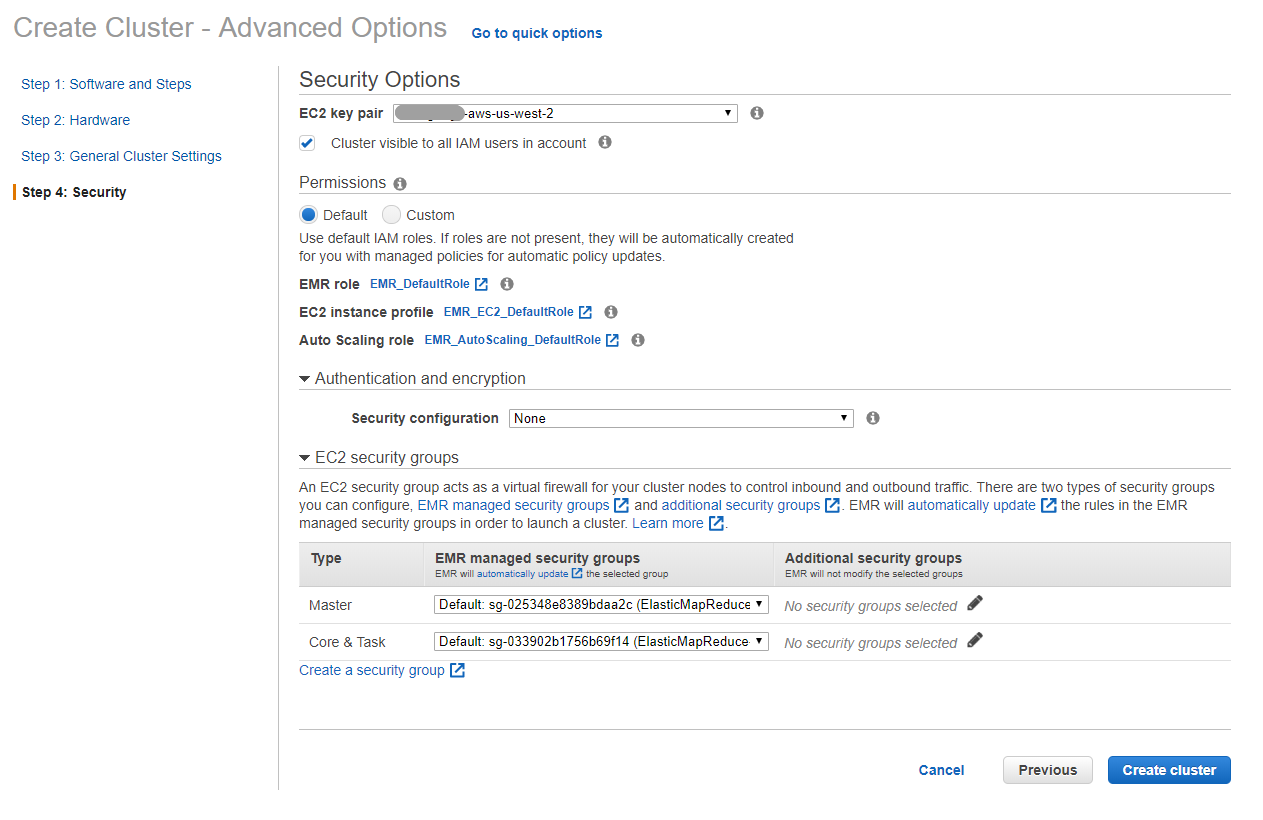 Create Cluster - Advanced Options Go to quick options
Step 1: Software and Steps
Step 2: Hardware
Step 3: General Cluster Settings
Step 4: Security
Security Options
EC2 key pair -aws-us-west-2
Cluster visible to all IAM users in account
Permissions
Default Custom
Use default IAM roles. If roles are not present, they will be automatically created
for you with managed policies for automatic policy updates.
EMR role EMR_DefaultRole
EC2 instance profile EMR_EC2_DefaultRole
Auto Scaling role EMR_AutoScaling_DefaultRole
Authentication and encryption
Security configuration None
EC2 security groups
An EC2 security group acts as a virtual firewall for your cluster nodes to control inbound and outbound traffic. There are two types of security groups
you can configure, EMR managed security groups and additional security groups . EMR will automatically update the rules in the EMR
managed security groups in order to launch a cluster. Learn more .
Type EMR managed security groups Additional security groups
EMR will automatically update the selected group EMR will not modify the selected groups
Master Default: sg-025348e8389bdaa2c (ElasticMapReduce No security groups selected
Core & Task Default: sg-033902b1756b69f14 (ElasticMapReduce- No security groups selected
Create a security group
Cancel Previous Create cluster